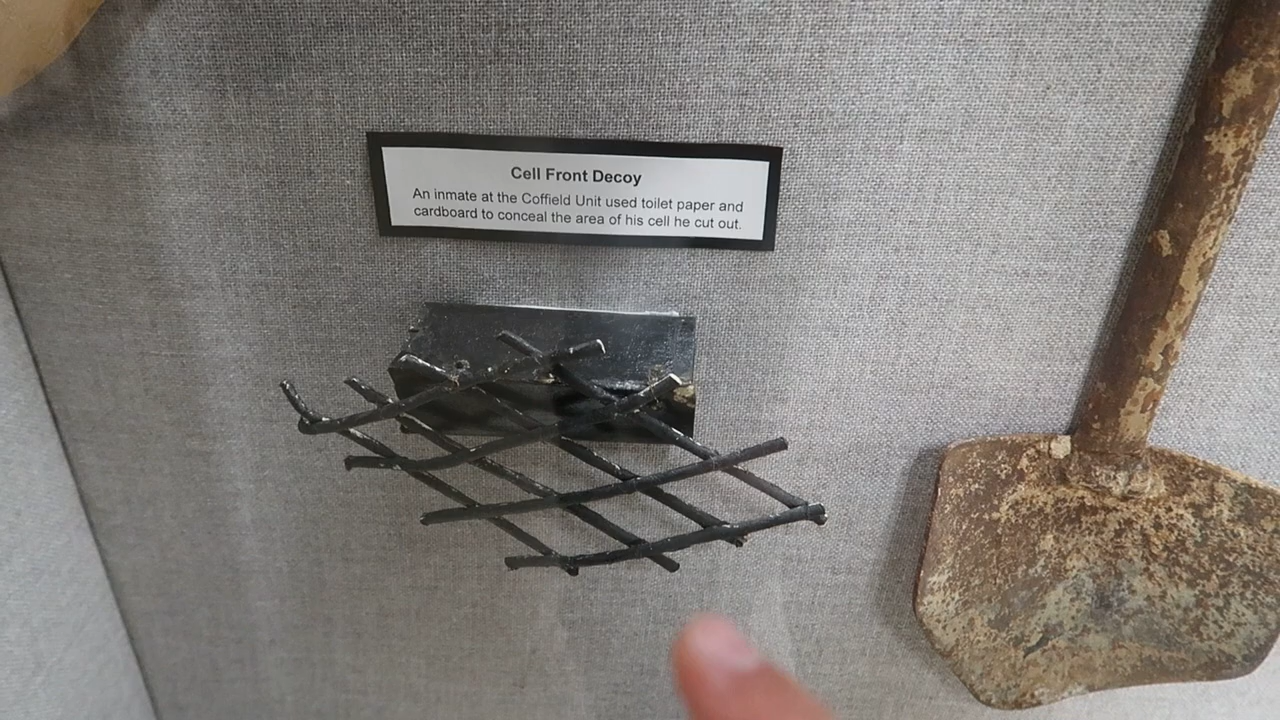 Cell Front Decoy
An inmate at the Coffield Unit used toilet paper and
cardboard to conceal the area of his cell he cut out.